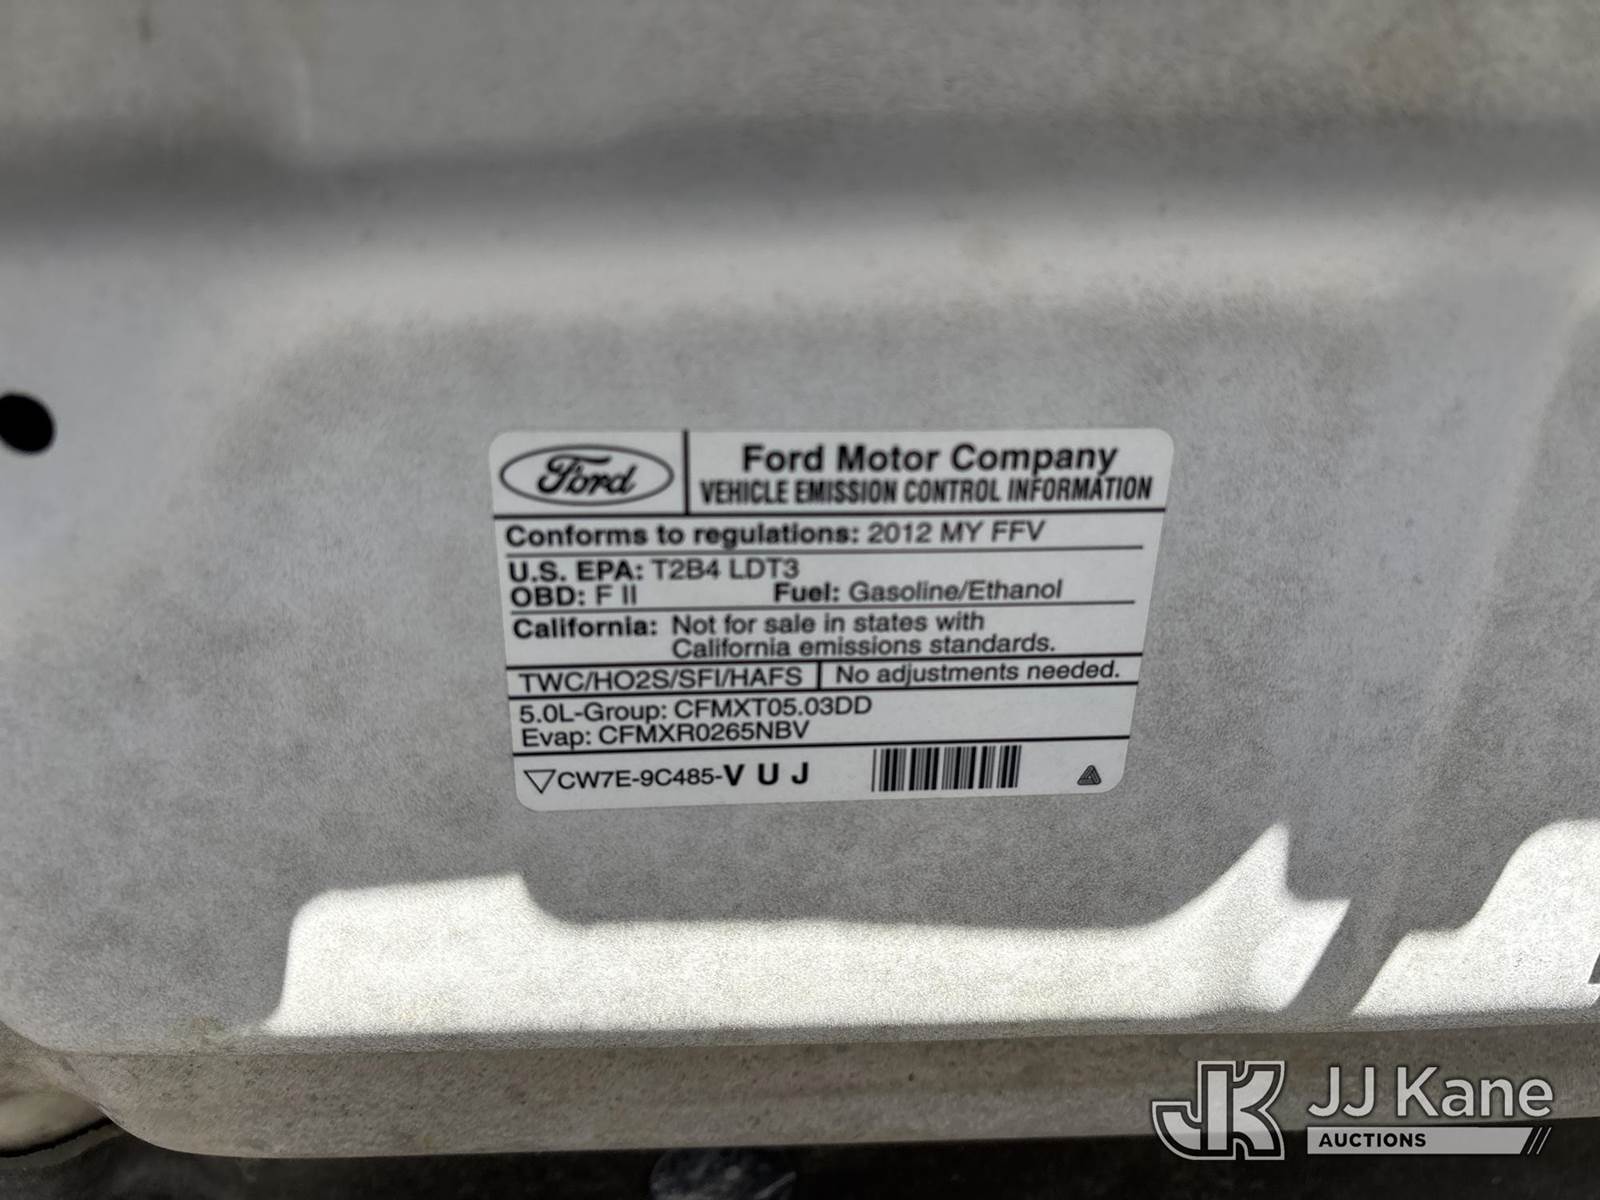 Ford
Ford Motor Company
VEHICLE EMISSION CONTROL INFORMATION
Conforms to regulations: 2012 MY FFV
U.S. EPA: T2B4 LDT3
OBD: F II Fuel: Gasoline/Ethanol
California: Not for sale in states with
California emissions standards.
TWC/HO2S/SFI/HAFS No adjustments needed.
5.0L-Group: CFMXT05.03DD
Evap: CFMXR0265NBV
CW7E-9C485-V U J
JK JJ Kane
AUCTIONS